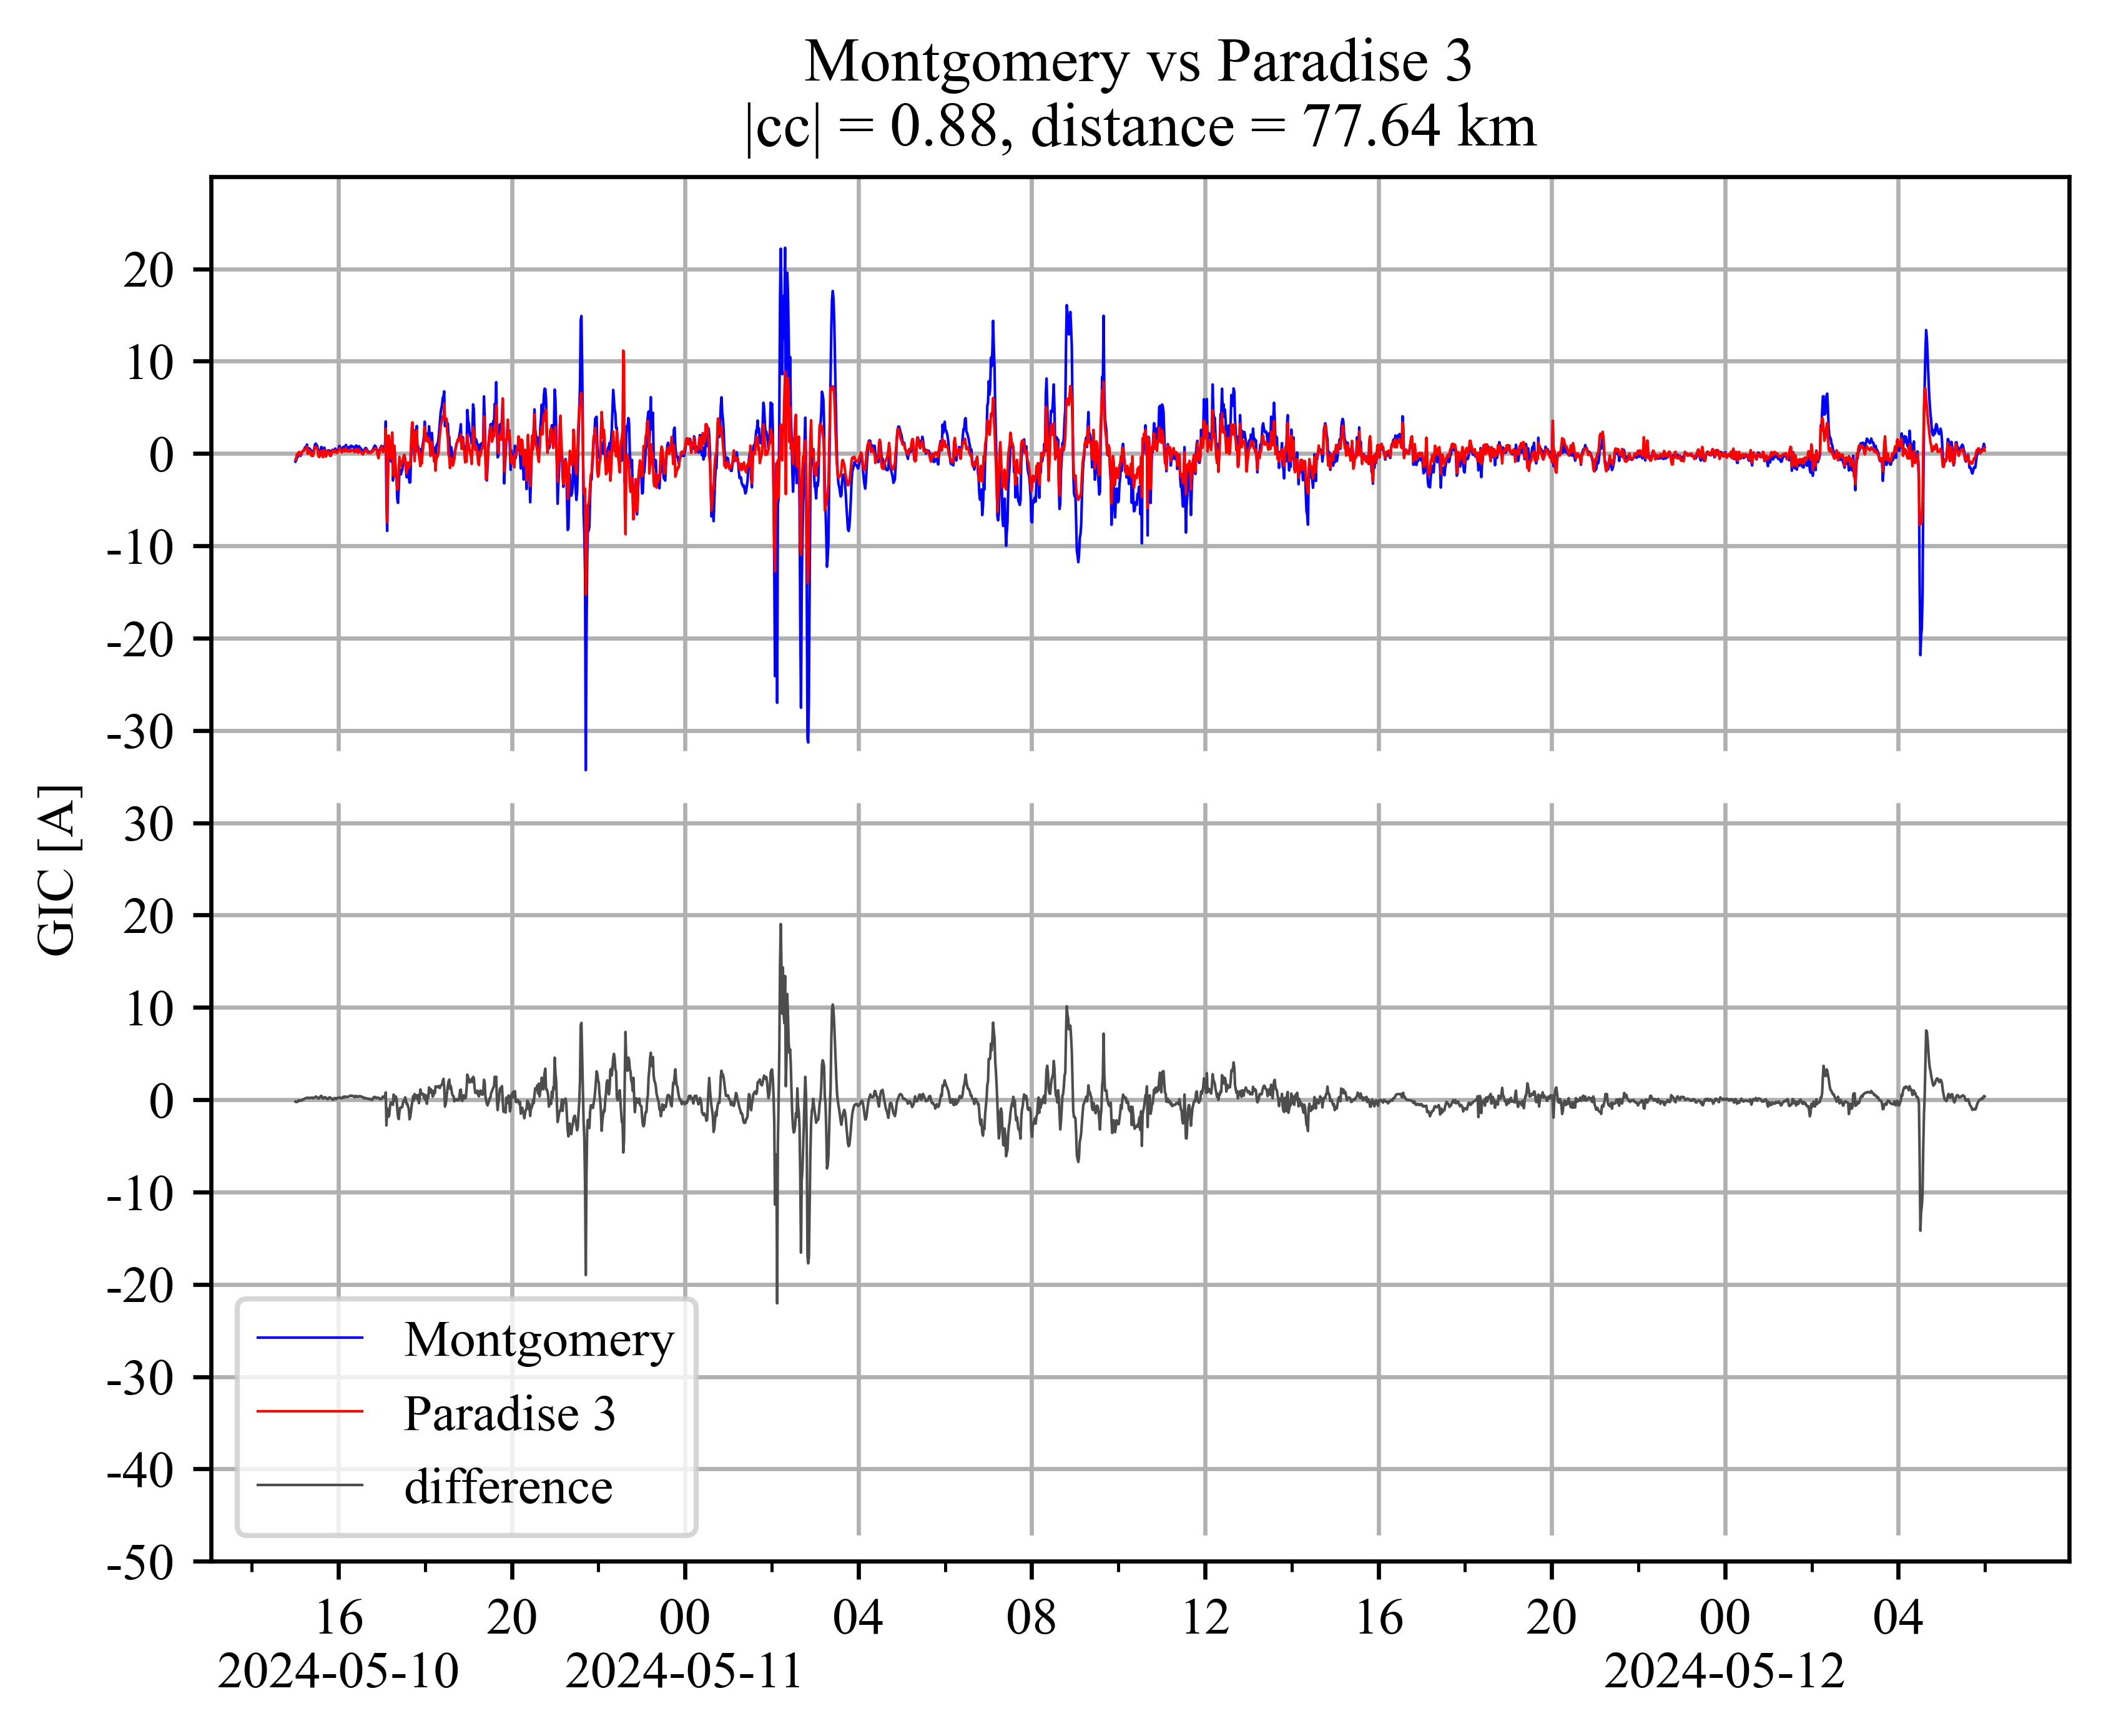 Montgomery vs Paradise 3
|cc| = 0.88, distance = 77.64 km
GIC [A]
20
10
0
-10
-20
-30
30
20
10
0
-10
-20
-30
-40
-50
Montgomery
Paradise 3
difference
16 20 00 04 08 12 16 20 00 04
2024-05-10 2024-05-11 2024-05-12